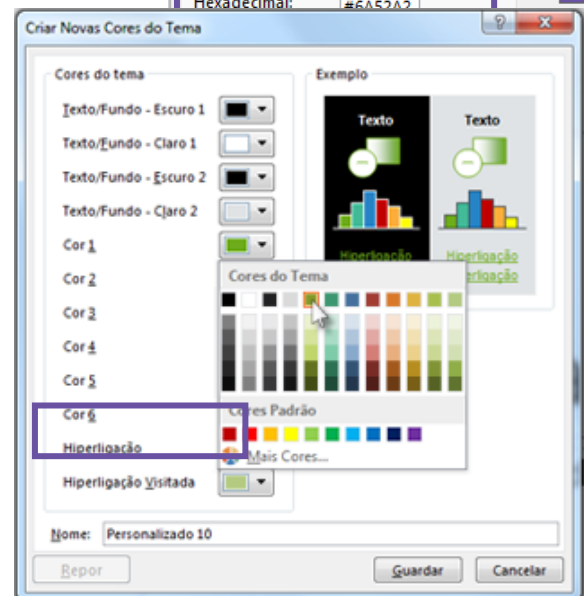 Hexadecimal: #6A52A2
Criar Novas Cores do Tema
Cores do tema
Texto/Fundo - Escuro 1
Texto/Fundo - Claro 1
Texto/Fundo - Escuro 2
Texto/Fundo - Claro 2
Cor 1
Cor 2
Cor 3
Cor 4
Cor 5
Cor 6
Hiperligação
Hiperligação Visitada
Exemplo
Texto Texto
Hiperligação Hiperligação
Hiperligação
Cores do Tema
Cores Padrão
Mais Cores...
Nome: Personalizado 10
Repor Guardar Cancelar